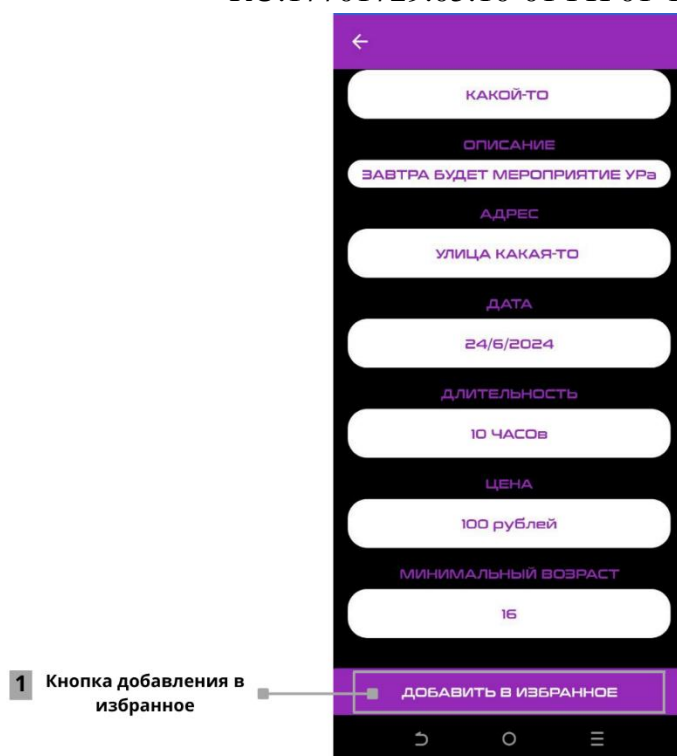 КАКОЙ-ТО
ОПИСАНИЕ
ЗАВТРА БУДЕТ МЕРОПРИЯТИЕ УРа
АДРЕС
УЛИЦА КАКАЯ-ТО
ДАТА
24/6/2024
ДЛИТЕЛЬНОСТЬ
10 ЧАСОв
ЦЕНА
100 рублей
МИНИМАЛЬНЫЙ ВОЗРАСТ
16
1 Кнопка добавления в
избранное
ДОБАВИТЬ В ИЗБРАННОЕ